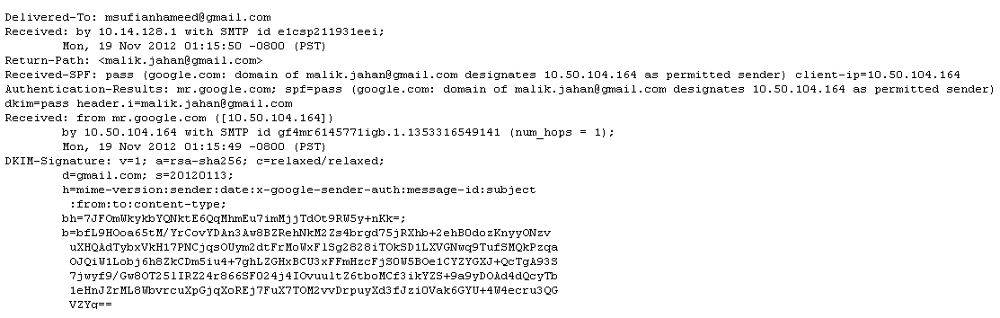 Delivered-To: msufianhameed@gmail.com
Received: by 10.14.128.1 with SMTP id e1csp211931eei;
Mon, 19 Nov 2012 01:15:50 -0800 (PST)
Return-Path: <malik.jahan@gmail.com>
Received-SPF: pass (google.com: domain of malik.jahan@gmail.com designates 10.50.104.164 as permitted sender) client-ip=10.50.104.164
Authentication-Results: mr.google.com; spf=pass (google.com: domain of malik.jahan@gmail.com designates 10.50.104.164 as permitted sender)
dkim=pass header.i=malik.jahan@gmail.com
Received: from mr.google.com ([10.50.104.164])
by 10.50.104.164 with SMTP id gf4mr6145771igb.1.1353316549141 (num_hops = 1);
Mon, 19 Nov 2012 01:15:49 -0800 (PST)
DKIM-Signature: v=1; a=rsa-sha256; c=relaxed/relaxed;
d=gmail.com; s=20120113;
h=mime-version:sender:date:x-google-sender-auth:message-id:subject
:from:to:content-type;
bh=7JFOmWkykbYQNktE6QqMhmEu7imMjjTdOt9RW5y+nKk=;
b=bfL9HOoa65tM/YrCovYDAn3Aw8BZRehNkM2Zs4brgd75jRXhb+2ehB0dozKnyyONzv
uXHQAdTybxVkH17PNCjqsOUym2dtFrMoWxFlSg2828iTOkSD1LXVGNwq9TufSMQkPzqa
OJQiW1Lobj6h8ZkCDm5iu4+7ghLZGHxBCU3xFFmHzcFjS0W5BOe1CYZYGXJ+QcTgA93S
7jwyf9/Gw8OT25lIRZ24r866SF024j4IOvuultZ6tboMCf3ikYZS+9a9yDOAd4dQcyTb
1eHnJZrML8WbvrcuXpGjqXoREj7FuX7TOM2vvDrpuyXd3fJziOVak6GYU+4W4ecru3QG
VZYg==